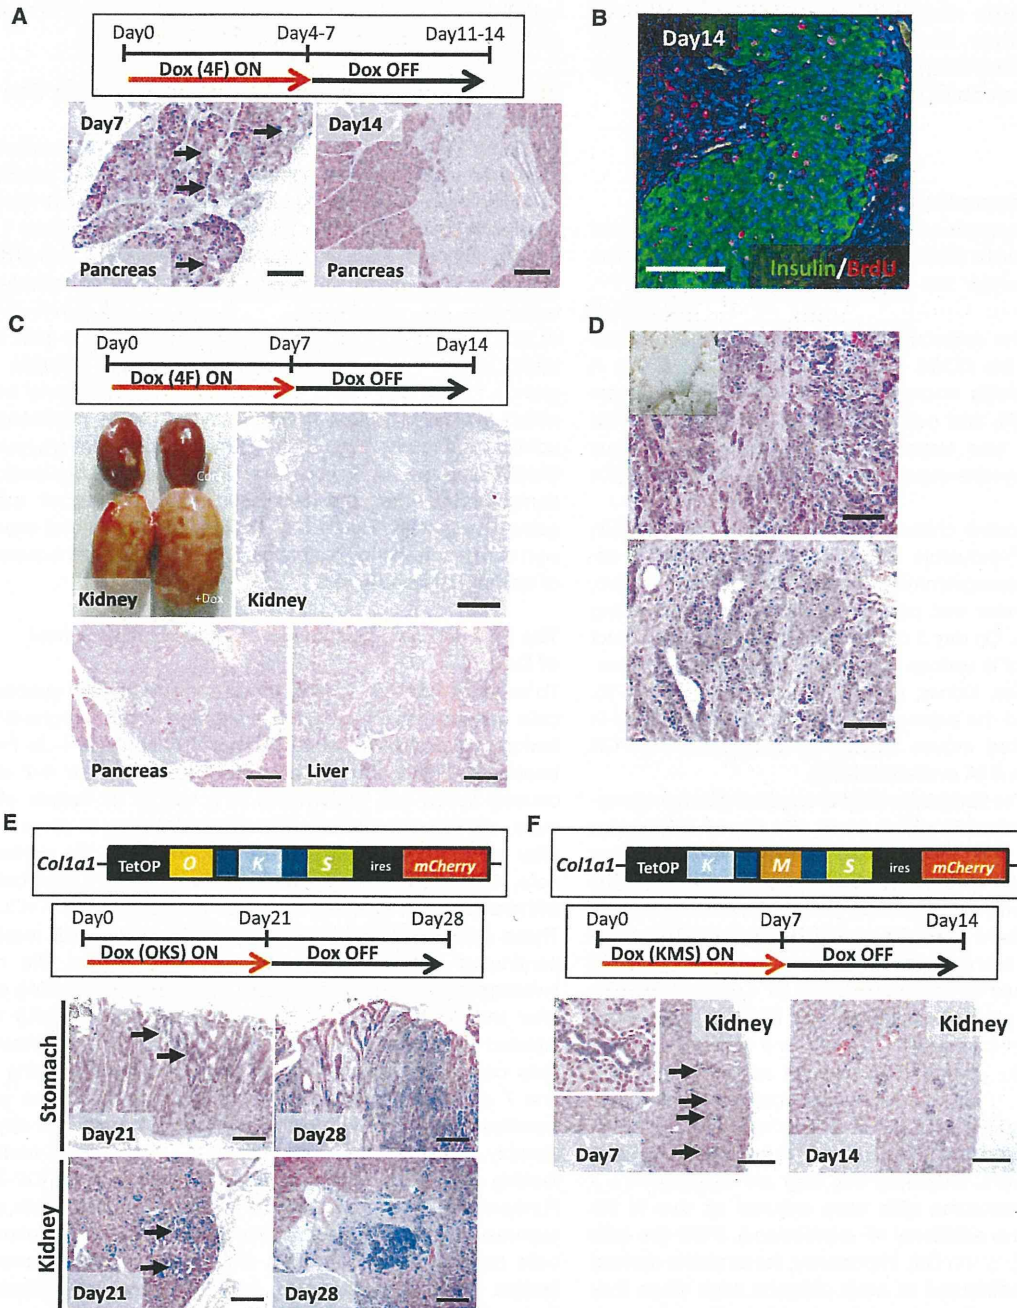 A
Day0 Day4-7 Day11-14
Dox (4F) ON Dox OFF
Day7
Pancreas
Day14
Pancreas
B
Day14
Insulin/BrdU
C
Day0 Day7 Day14
Dox (4F) ON Dox OFF
Cont
+Dox
Kidney
Kidney
Pancreas
Liver
D
E
Col1a1 TetOP O K S ires mCherry
Day0 Day21 Day28
Dox (OKS) ON Dox OFF
Stomach
Day21
Day28
Kidney
Day21
Day28
F
Col1a1 TetOP K M S ires mCherry
Day0 Day7 Day14
Dox (KMS) ON Dox OFF
Kidney
Day7
Kidney
Day14